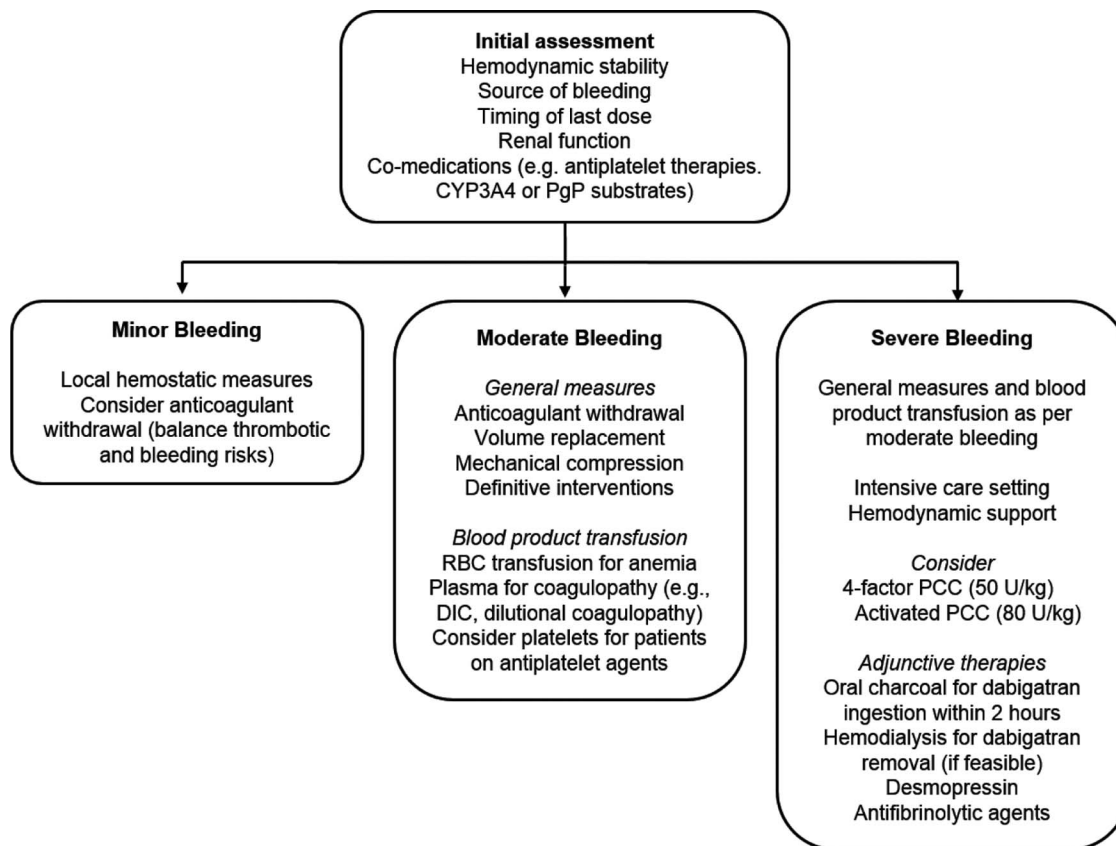 Initial assessment
Hemodynamic stability
Source of bleeding
Timing of last dose
Renal function
Co-medications (e.g. antiplatelet therapies.
CYP3A4 or PgP substrates)
Minor Bleeding
Local hemostatic measures
Consider anticoagulant
withdrawal (balance thrombotic
and bleeding risks)
Moderate Bleeding
General measures
Anticoagulant withdrawal
Volume replacement
Mechanical compression
Definitive interventions
Blood product transfusion
RBC transfusion for anemia
Plasma for coagulopathy (e.g.,
DIC, dilutional coagulopathy)
Consider platelets for patients
on antiplatelet agents
Severe Bleeding
General measures and blood
product transfusion as per
moderate bleeding
Intensive care setting
Hemodynamic support
Consider
4-factor PCC (50 U/kg)
Activated PCC (80 U/kg)
Adjunctive therapies
Oral charcoal for dabigatran
ingestion within 2 hours
Hemodialysis for dabigatran
removal (if feasible)
Desmopressin
Antifibrinolytic agents